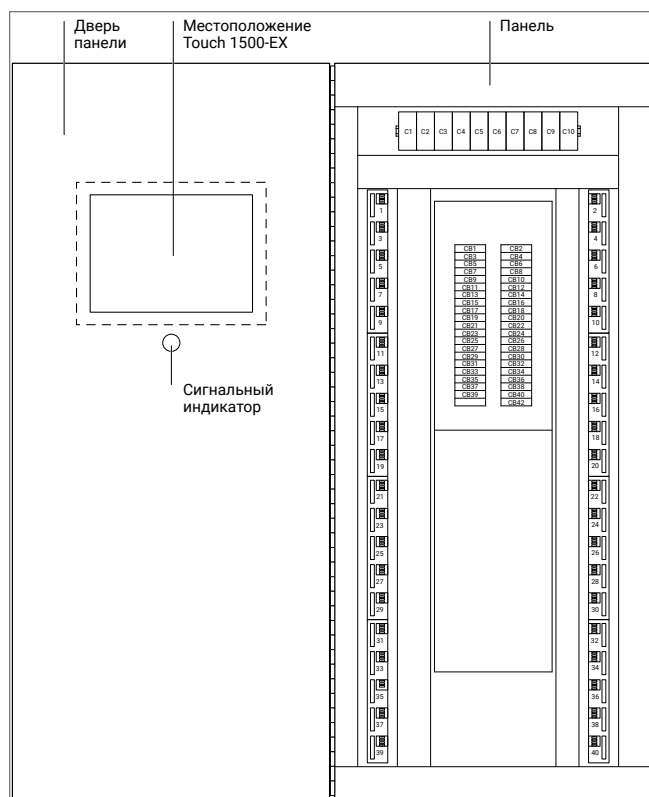 Дверь
панели
Местоположение
Touch 1500-EX
Панель
C1 C2 C3 C4 C5 C6 C7 C8 C9 C10
1 2
3 4
5 6
7 8
9 10
11 12
13 14
15 16
17 18
19 20
21 22
23 24
25 26
27 28
29 30
31 32
33 34
35 36
37 38
39 40
CB1 CB2
CB3 CB4
CB5 CB6
CB7 CB8
CB9 CB10
CB11 CB12
CB13 CB14
CB15 CB16
CB17 CB18
CB19 CB20
CB21 CB22
CB23 CB24
CB25 CB26
CB27 CB28
CB29 CB30
CB31 CB32
CB33 CB34
CB35 CB36
CB37 CB38
CB39 CB40
CB42
Сигнальный
индикатор